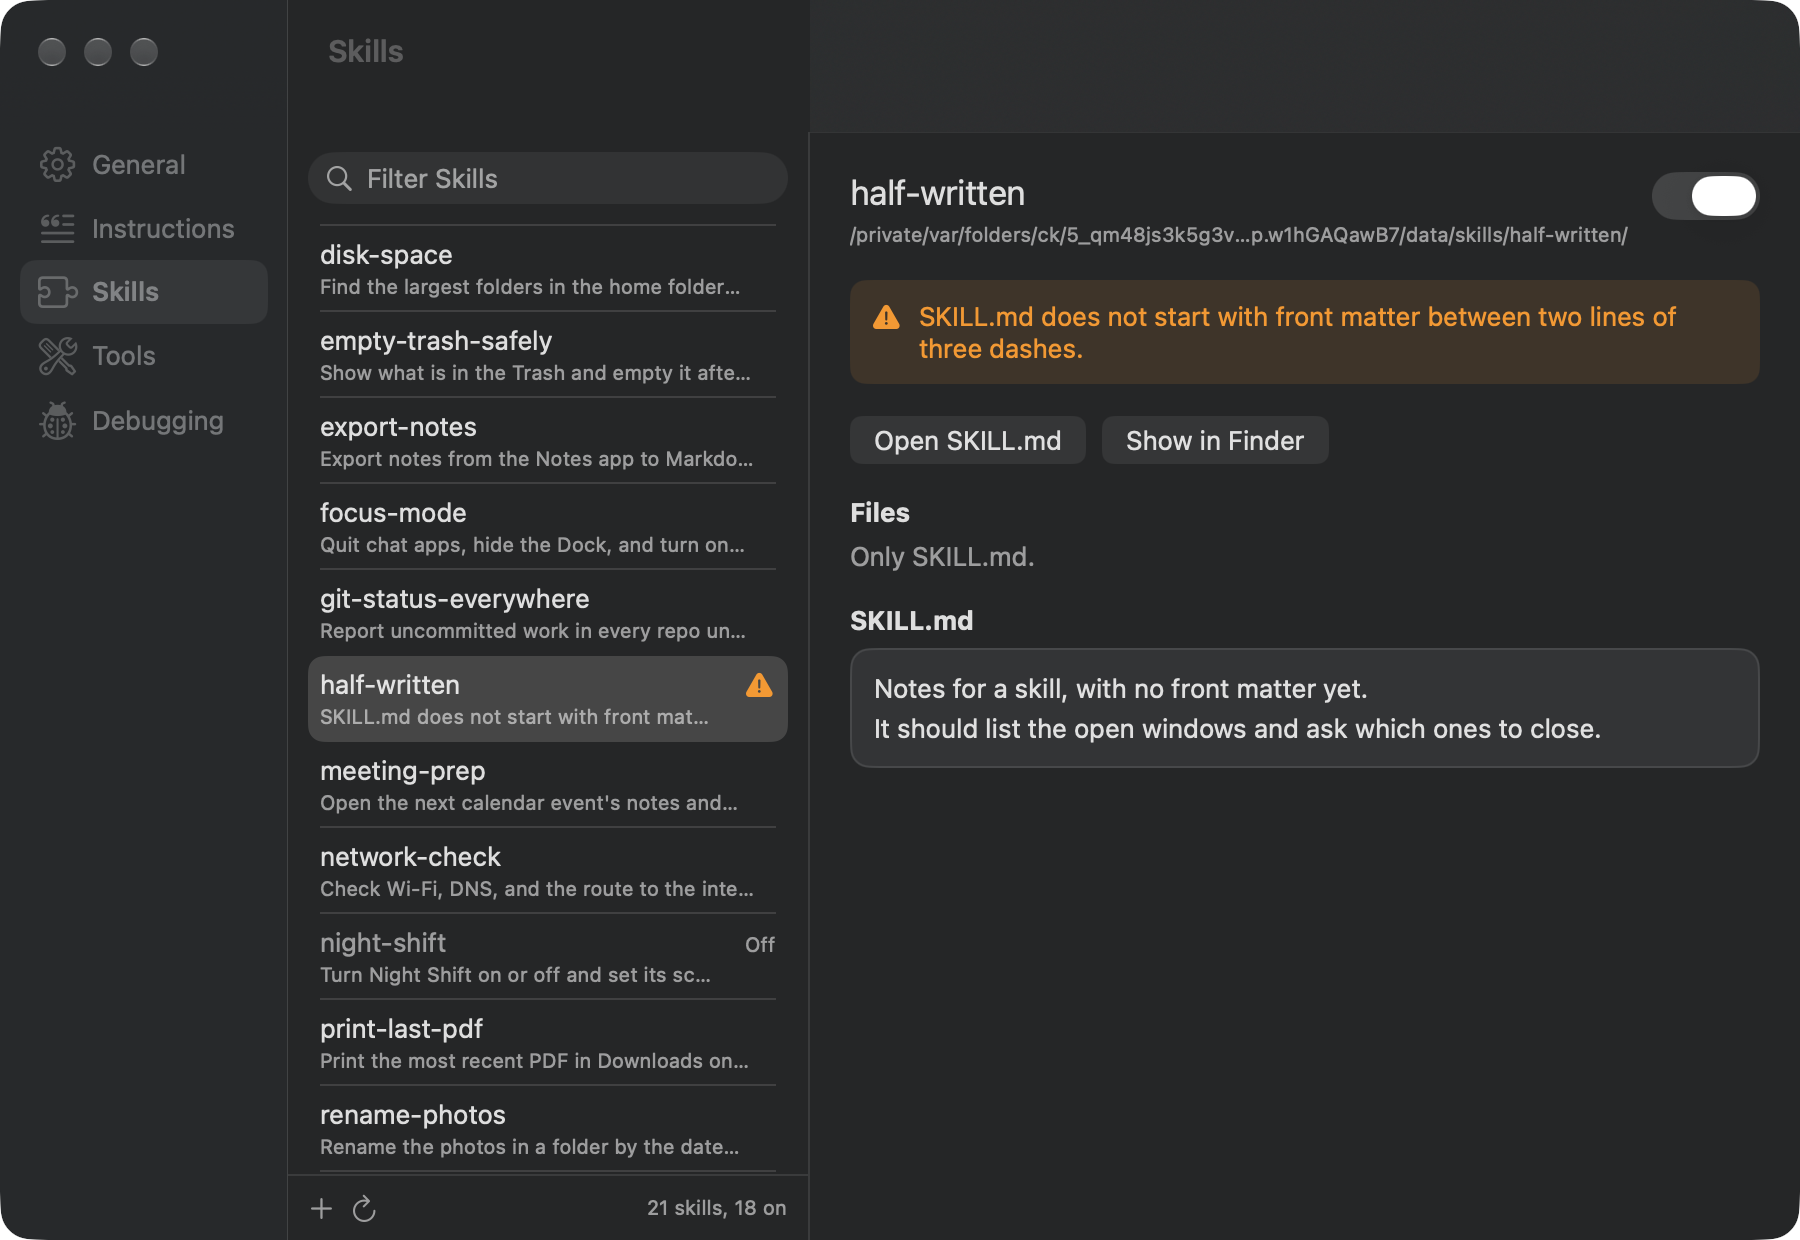 Skills
General
Instructions
Skills
Tools
Debugging
Filter Skills
disk-space
Find the largest folders in the home folder...
empty-trash-safely
Show what is in the Trash and empty it afte...
export-notes
Export notes from the Notes app to Markdo...
focus-mode
Quit chat apps, hide the Dock, and turn on...
git-status-everywhere
Report uncommitted work in every repo un...
half-written
SKILL.md does not start with front mat...
meeting-prep
Open the next calendar event's notes and...
network-check
Check Wi-Fi, DNS, and the route to the inte...
night-shift
Off
Turn Night Shift on or off and set its sc...
print-last-pdf
Print the most recent PDF in Downloads on...
rename-photos
Rename the photos in a folder by the date...
21 skills, 18 on
half-written
/private/var/folders/ck/5_qm48js3k5g3v...p.w1hGAQawB7/data/skills/half-written/
SKILL.md does not start with front matter between two lines of
three dashes.
Open SKILL.md
Show in Finder
Files
Only SKILL.md.
SKILL.md
Notes for a skill, with no front matter yet.
It should list the open windows and ask which ones to close.